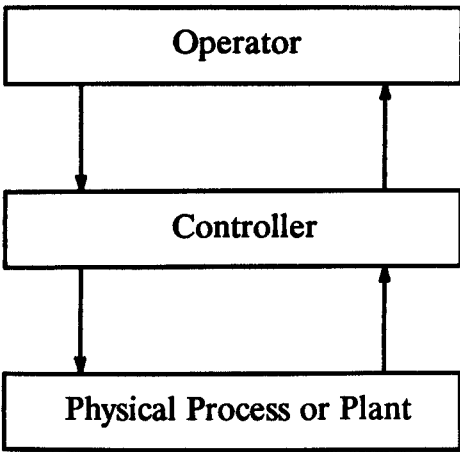 Operator
Controller
Physical Process or Plant